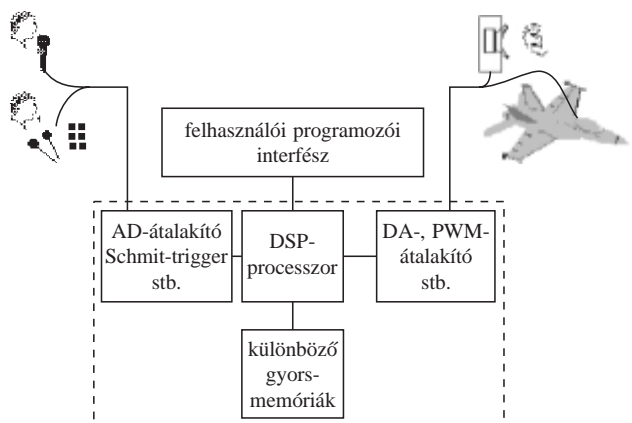 felhasználói programozói
interfész
AD-átalakító
Schmit-trigger
stb.
DSP-
processzor
DA-, PWM-
átalakító
stb.
különböző
gyors-
memóriák